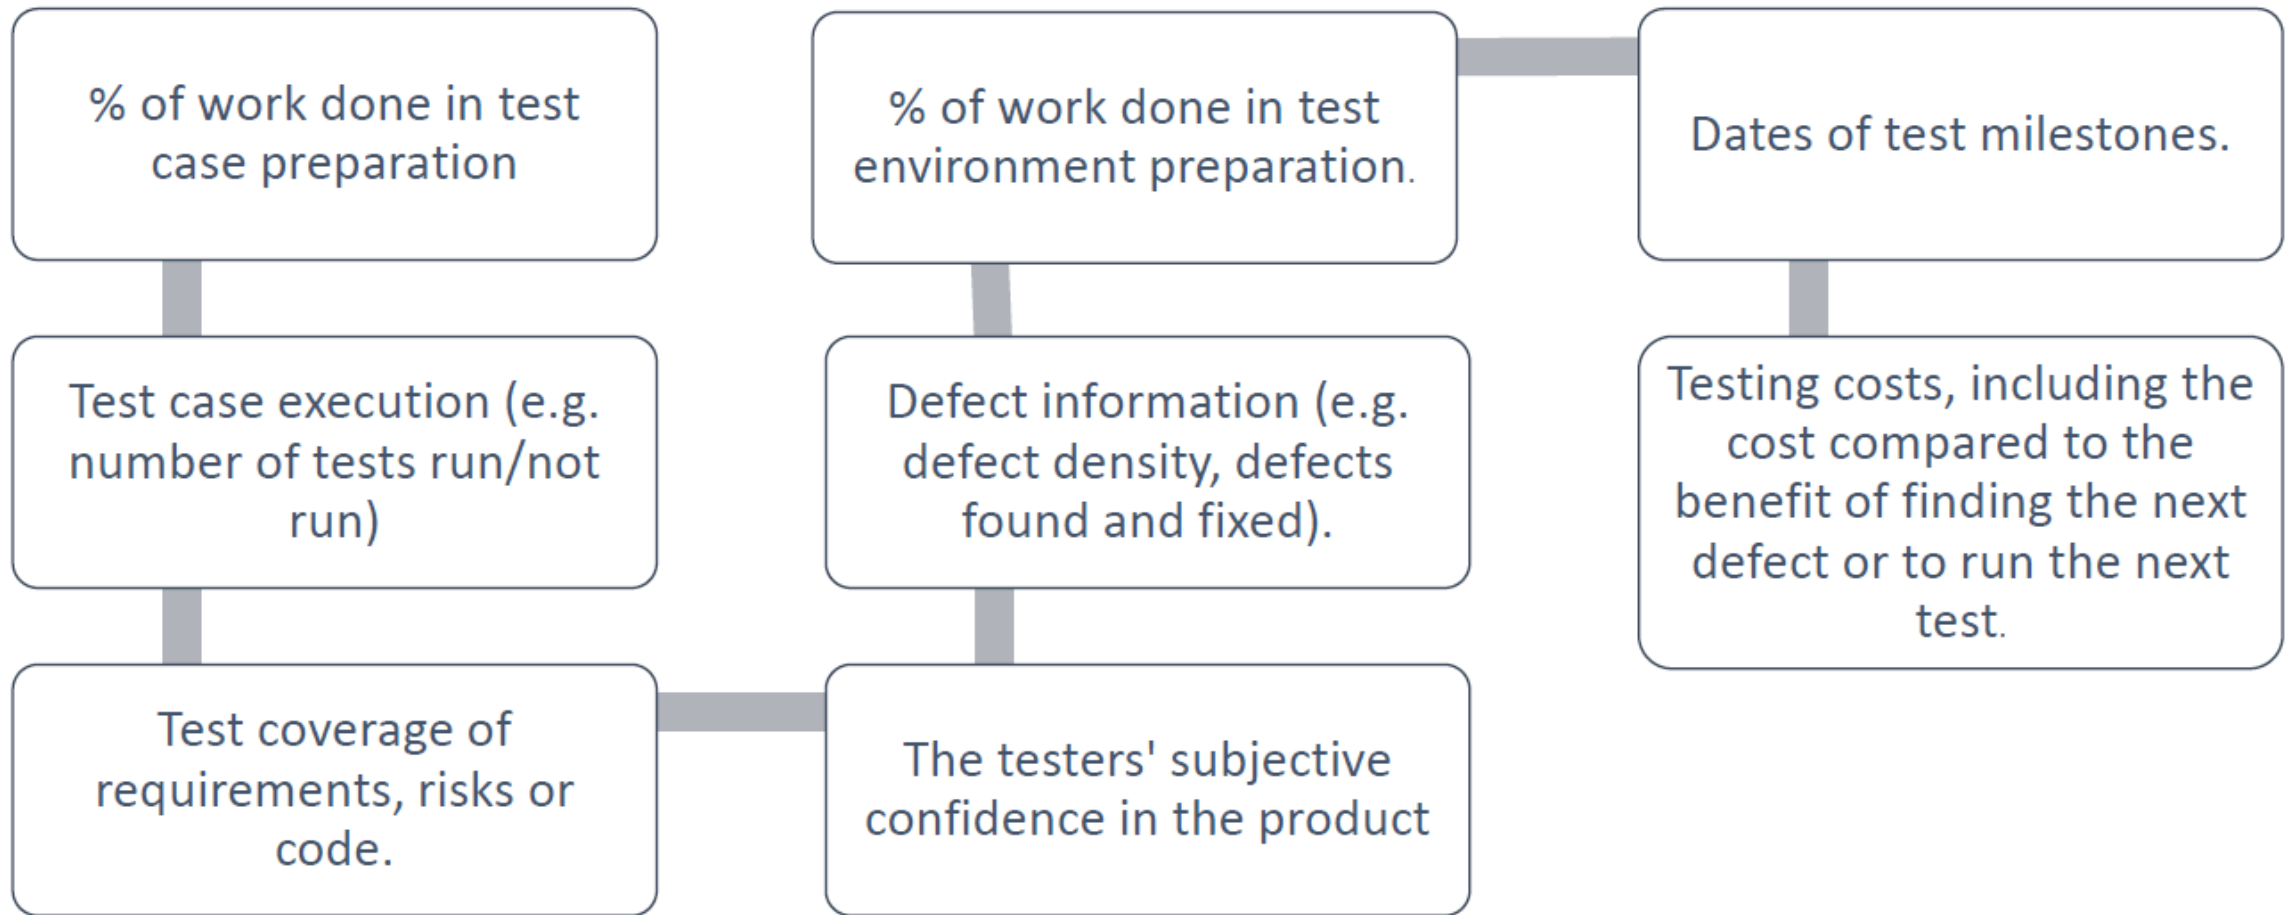 % of work done in test
case preparation
Test case execution (e.g.
number of tests run/not
run)
Test coverage of
requirements, risks or
code.
The testers' subjective
confidence in the product
Defect information (e.g.
defect density, defects
found and fixed).
% of work done in test
environment preparation.
Dates of test milestones.
Testing costs, including the
cost compared to the
benefit of finding the next
defect or to run the next
test.